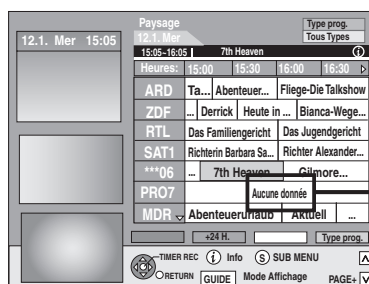 Paysage Type prog.
12.1. Mer 15:05 12.1. Mer Tous Types
15:05~16:05 7th Heaven i
Heures: 15:00 15:30 16:00 16:30
ARD Ta... Abenteuer... Fliege-Die Talkshow
ZDF ... Derrick Heute in ... Bianca-Wege...
RTL Das Familiengericht Das Jugendgericht
SAT1 Richterin Barbara Sa... Richter Alexander...
***06 ... 7th Heaven Gilmore...
PRO7 Aucune donnée
MDR Abenteuerurlaub Aktuell ...
+24 H. Type prog.
TIMER REC i Info S SUB MENU
RETURN GUIDE Mode Affichage PAGE+